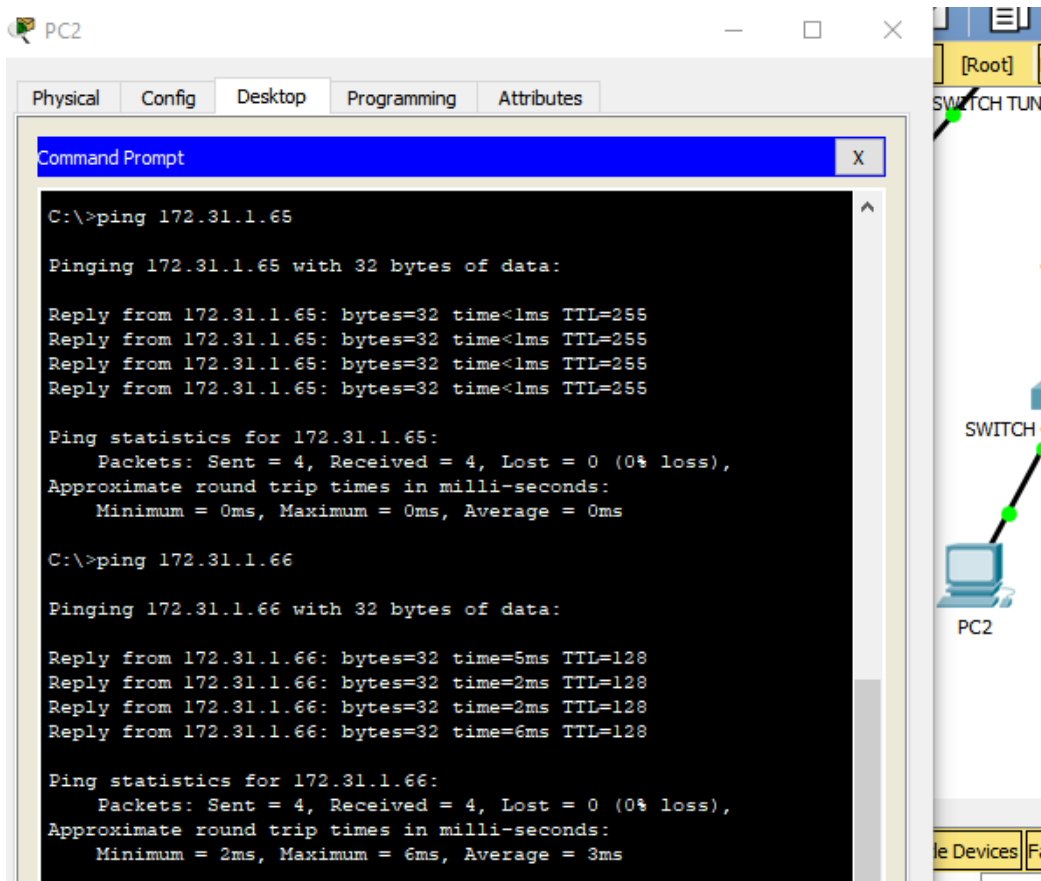 PC2
Physical Config Desktop Programming Attributes
Command Prompt X
C:\>ping 172.31.1.65
Pinging 172.31.1.65 with 32 bytes of data:
Reply from 172.31.1.65: bytes=32 time<1ms TTL=255
Reply from 172.31.1.65: bytes=32 time<1ms TTL=255
Reply from 172.31.1.65: bytes=32 time<1ms TTL=255
Reply from 172.31.1.65: bytes=32 time<1ms TTL=255
Ping statistics for 172.31.1.65:
Packets: Sent = 4, Received = 4, Lost = 0 (0% loss),
Approximate round trip times in milli-seconds:
Minimum = 0ms, Maximum = 0ms, Average = 0ms
C:\>ping 172.31.1.66
Pinging 172.31.1.66 with 32 bytes of data:
Reply from 172.31.1.66: bytes=32 time=5ms TTL=128
Reply from 172.31.1.66: bytes=32 time=2ms TTL=128
Reply from 172.31.1.66: bytes=32 time=2ms TTL=128
Reply from 172.31.1.66: bytes=32 time=6ms TTL=128
Ping statistics for 172.31.1.66:
Packets: Sent = 4, Received = 4, Lost = 0 (0% loss),
Approximate round trip times in milli-seconds:
Minimum = 2ms, Maximum = 6ms, Average = 3ms
[Root]
SWITCH TUN
SWITCH
PC2
le Devices